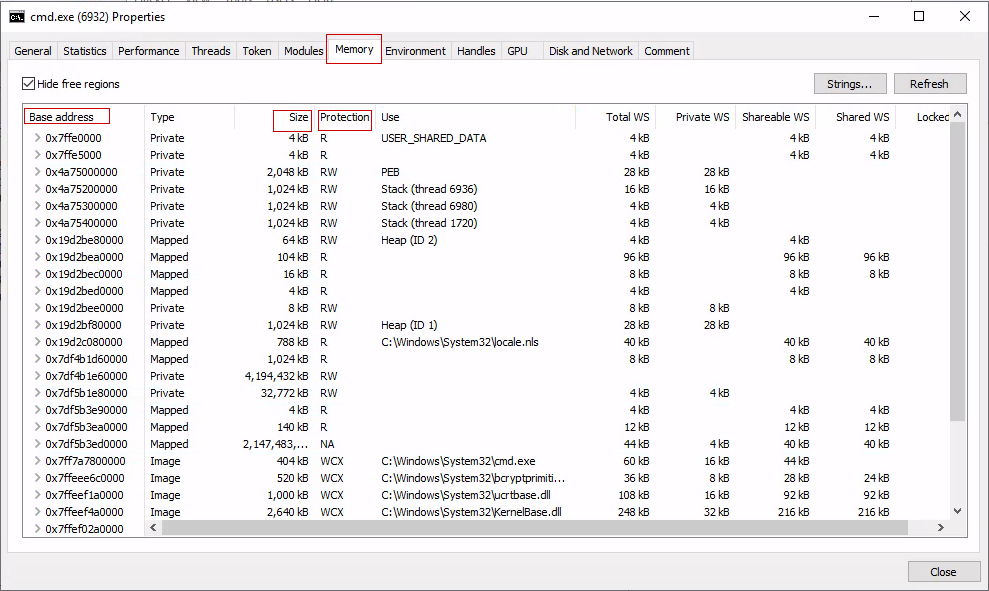 cmd.exe (6932) Properties
General Statistics Performance Threads Token Modules Memory Environment Handles GPU Disk and Network Comment
Hide free regions Strings... Refresh
Base address Type Size Protection Use Total WS Private WS Shareable WS Shared WS Locked
0x7ffe0000 Private 4 kB R USER_SHARED_DATA 4 kB 4 kB 4 kB
0x7ffe5000 Private 4 kB R 4 kB 4 kB 4 kB
0x4a75000000 Private 2,048 kB RW PEB 28 kB 28 kB
0x4a75200000 Private 1,024 kB RW Stack (thread 6936) 16 kB 16 kB
0x4a75300000 Private 1,024 kB RW Stack (thread 6980) 4 kB 4 kB
0x4a75400000 Private 1,024 kB RW Stack (thread 1720) 4 kB 4 kB
0x19d2be80000 Mapped 64 kB RW Heap (ID 2) 4 kB 4 kB
0x19d2bea0000 Mapped 104 kB R 96 kB 96 kB 96 kB
0x19d2bec0000 Mapped 16 kB R 8 kB 8 kB 8 kB
0x19d2bed0000 Mapped 4 kB R 4 kB 4 kB
0x19d2bee0000 Private 8 kB RW 8 kB 8 kB
0x19d2bf80000 Private 1,024 kB RW Heap (ID 1) 28 kB 28 kB
0x19d2c080000 Mapped 788 kB R C:\Windows\System32\locale.nls 40 kB 40 kB 40 kB
0x7df4b1d60000 Mapped 1,024 kB R 8 kB 8 kB 8 kB
0x7df4b1e60000 Private 4,194,432 kB RW
0x7df5b1e80000 Private 32,772 kB RW 4 kB 4 kB
0x7df5b3e90000 Mapped 4 kB R 4 kB 4 kB 4 kB
0x7df5b3ea0000 Mapped 140 kB R 12 kB 12 kB 12 kB
0x7df5b3ed0000 Mapped 2,147,483,... NA 44 kB 4 kB 40 kB 40 kB
0x7ff7a7800000 Image 404 kB WCX C:\Windows\System32\cmd.exe 60 kB 16 kB 44 kB
0x7ffeee6c0000 Image 520 kB WCX C:\Windows\System32\bcryptprimiti... 36 kB 8 kB 28 kB 24 kB
0x7ffeef1a0000 Image 1,000 kB WCX C:\Windows\System32\ucrtbase.dll 108 kB 16 kB 92 kB 92 kB
0x7ffeef4a0000 Image 2,640 kB WCX C:\Windows\System32\KernelBase.dll 248 kB 32 kB 216 kB 216 kB
0x7ffef02a0000
Close